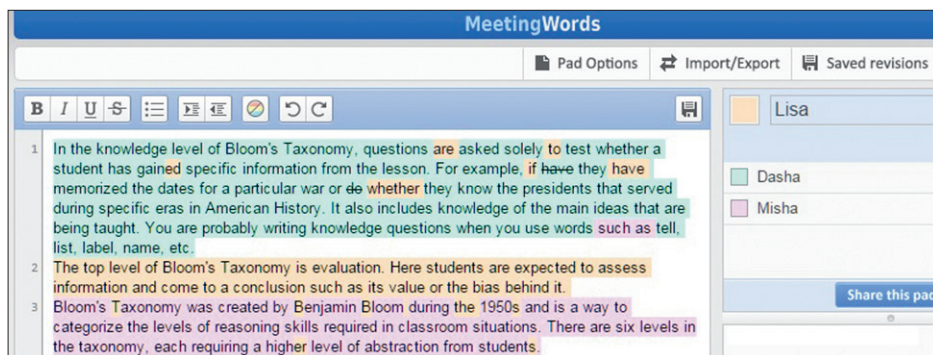 MeetingWords
Pad Options Import/Export Saved revisions
B I U S
Lisa
1 In the knowledge level of Bloom's Taxonomy, questions are asked solely to test whether a
student has gained specific information from the lesson. For example, if have they have
memorized the dates for a particular war or do whether they know the presidents that served
during specific eras in American History. It also includes knowledge of the main ideas that are
being taught. You are probably writing knowledge questions when you use words such as tell,
list, label, name, etc.
2 The top level of Bloom's Taxonomy is evaluation. Here students are expected to assess
information and come to a conclusion such as its value or the bias behind it.
3 Bloom's Taxonomy was created by Benjamin Bloom during the 1950s and is a way to
categorize the levels of reasoning skills required in classroom situations. There are six levels in
the taxonomy, each requiring a higher level of abstraction from students.
Dasha
Misha
Share this pad